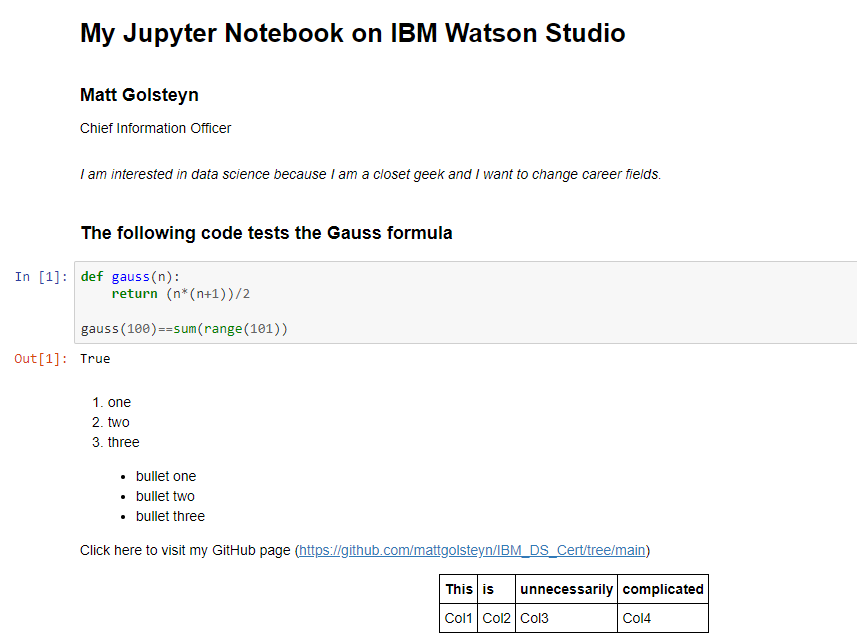 My Jupyter Notebook on IBM Watson Studio
Matt Golsteyn
Chief Information Officer
I am interested in data science because I am a closet geek and I want to change career fields.
The following code tests the Gauss formula
In [1]: def gauss(n):
    return (n*(n+1))/2
gauss(100)==sum(range(101))
Out[1]: True
1. one
2. two
3. three
• bullet one
• bullet two
• bullet three
Click here to visit my GitHub page (https://github.com/mattgolsteyn/IBM_DS_Cert/tree/main)
This is unnecessarily complicated
Col1 Col2 Col3 Col4